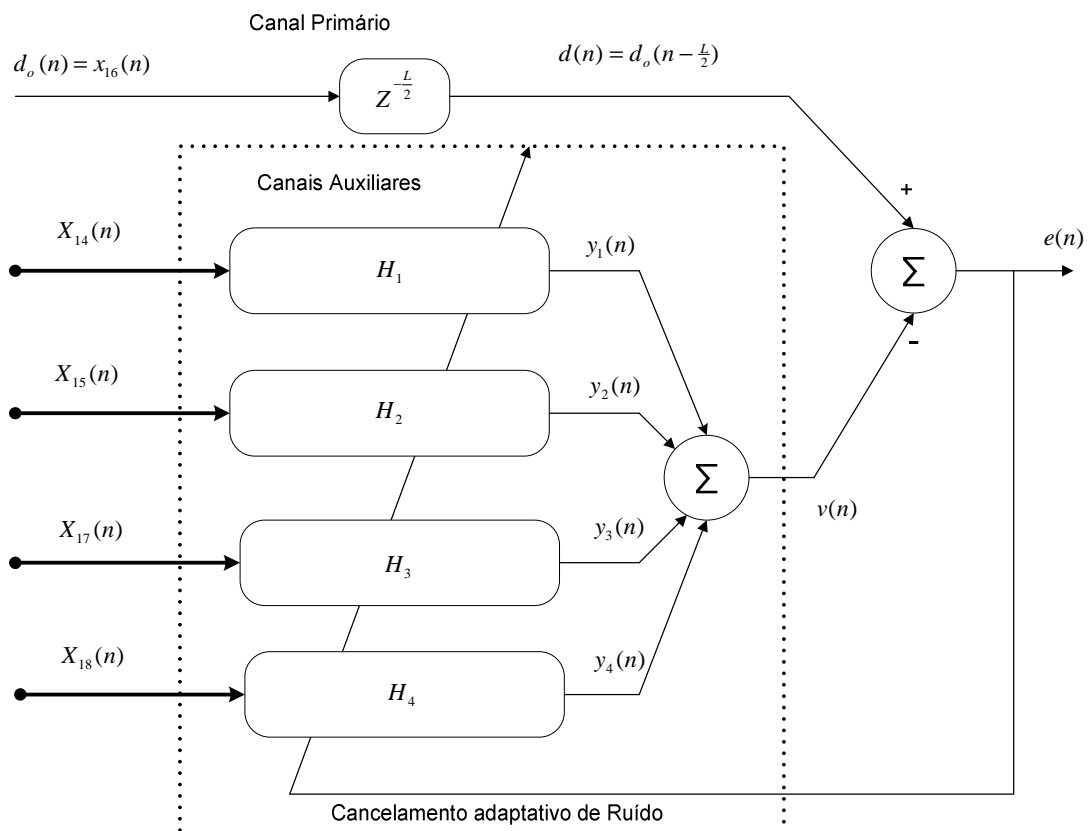 Canal Primário
d_o(n) = x_16(n)
Z^(-L/2)
d(n) = d_o(n - L/2)
Canais Auxiliares
+
X_14(n)
H_1
y_1(n)
Σ
e(n)
-
X_15(n)
H_2
y_2(n)
Σ
v(n)
X_17(n)
H_3
y_3(n)
X_18(n)
H_4
y_4(n)
Cancelamento adaptativo de Ruído